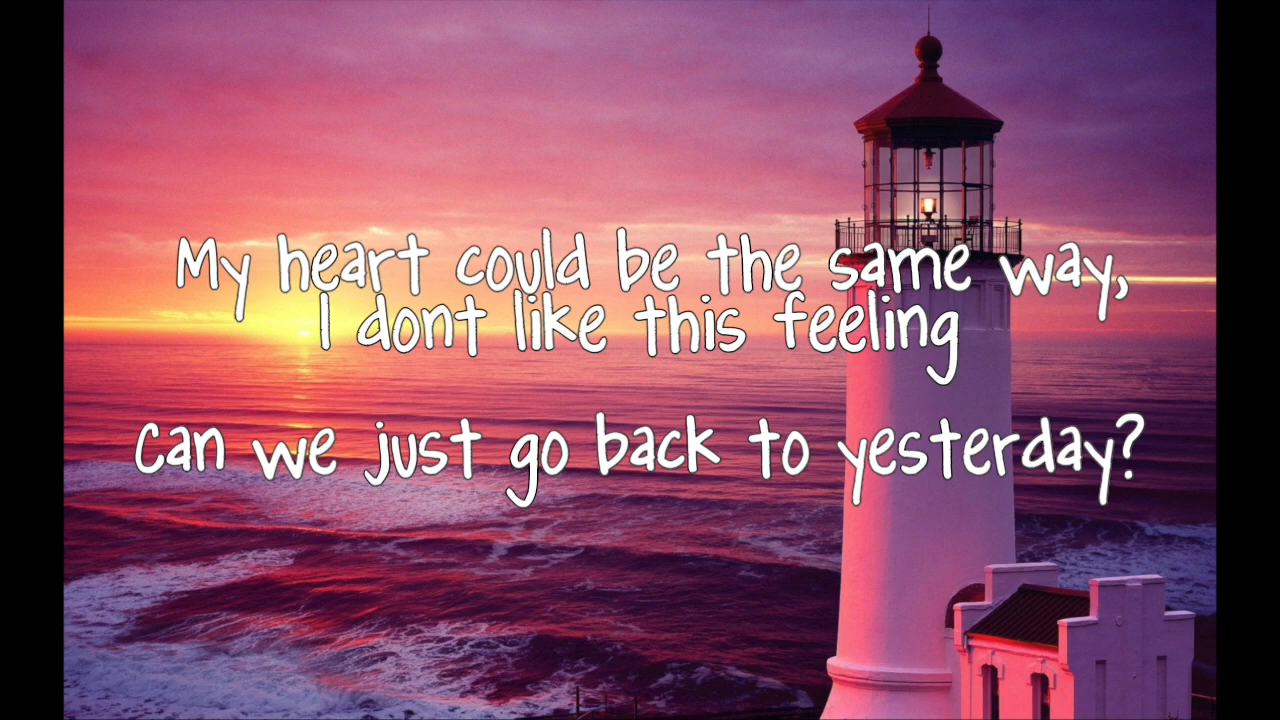 My heart could be the same way,
I dont like this feeling
can we just go back to yesterday?